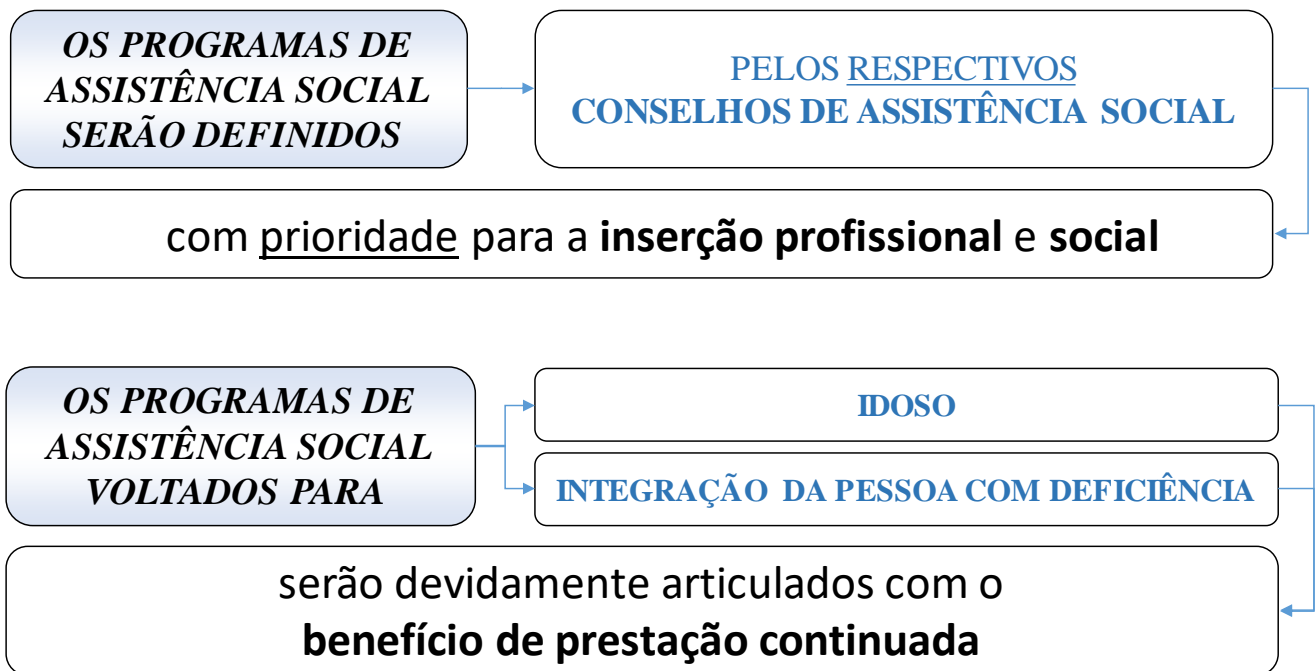 OS PROGRAMAS DE
ASSISTÊNCIA SOCIAL
SERÃO DEFINIDOS
PELOS RESPECTIVOS
CONSELHOS DE ASSISTÊNCIA SOCIAL
com prioridade para a inserção profissional e social
OS PROGRAMAS DE
ASSISTÊNCIA SOCIAL
VOLTADOS PARA
IDOSO
INTEGRAÇÃO DA PESSOA COM DEFICIÊNCIA
serão devidamente articulados com o
benefício de prestação continuada